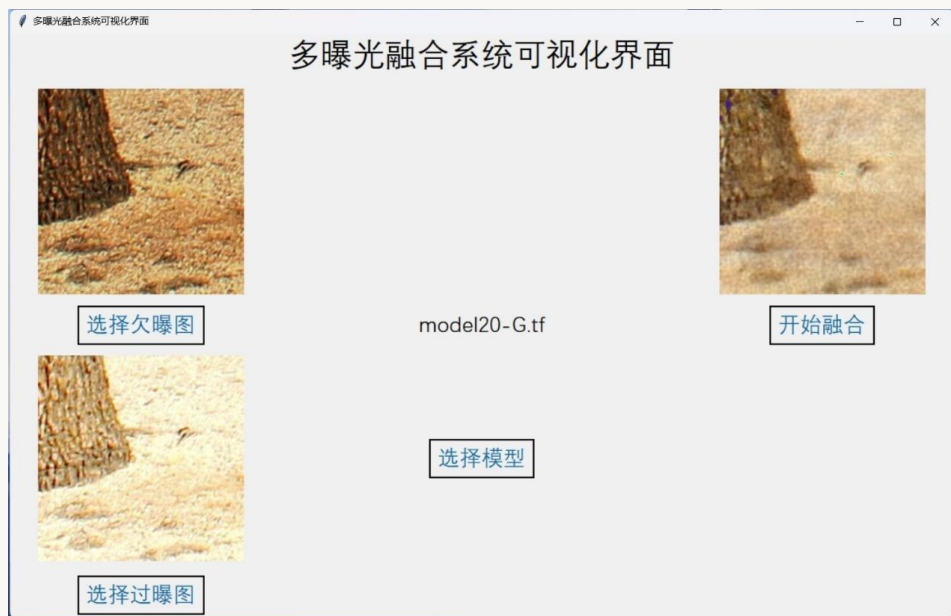 多曝光融合系统可视化界面
多曝光融合系统可视化界面
选择欠曝图
model20-G.tf
开始融合
选择模型
选择过曝图